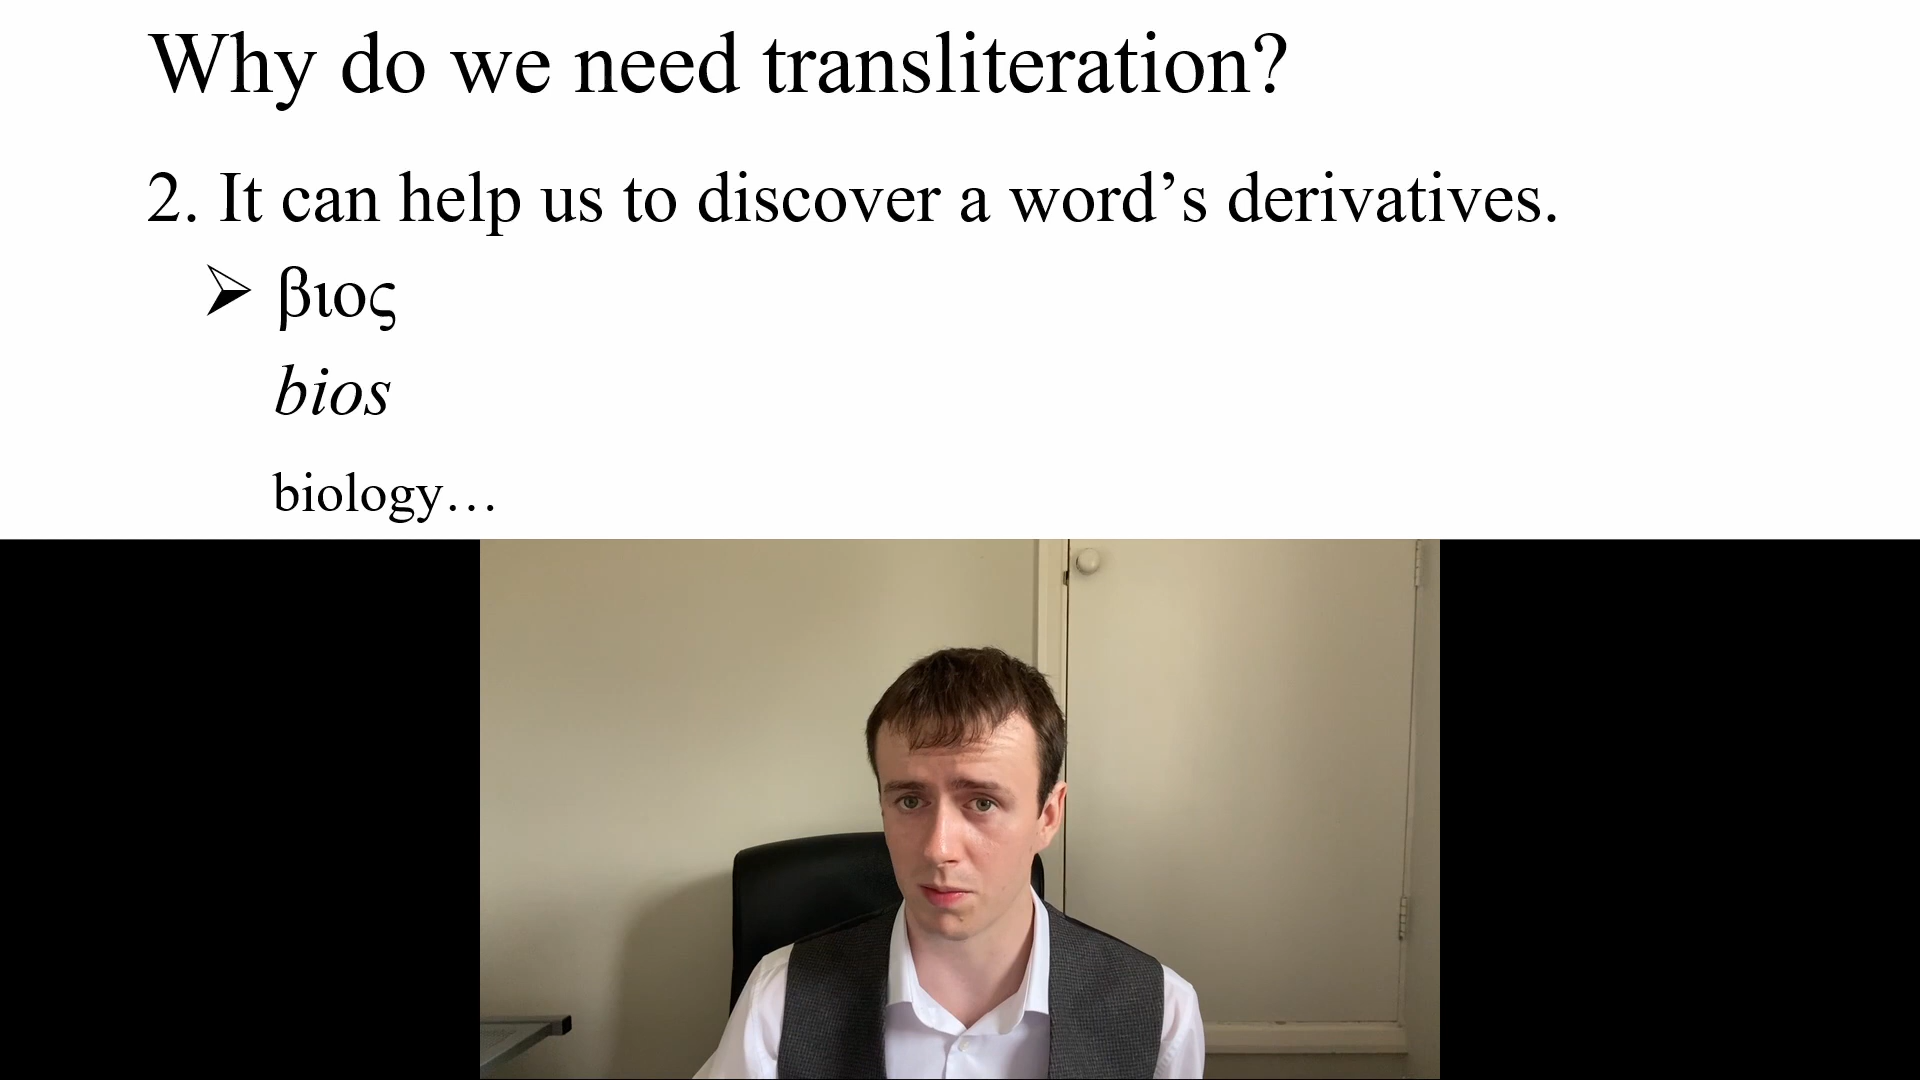 Why do we need transliteration?
2. It can help us to discover a word’s derivatives.
βιος
bios
biology…